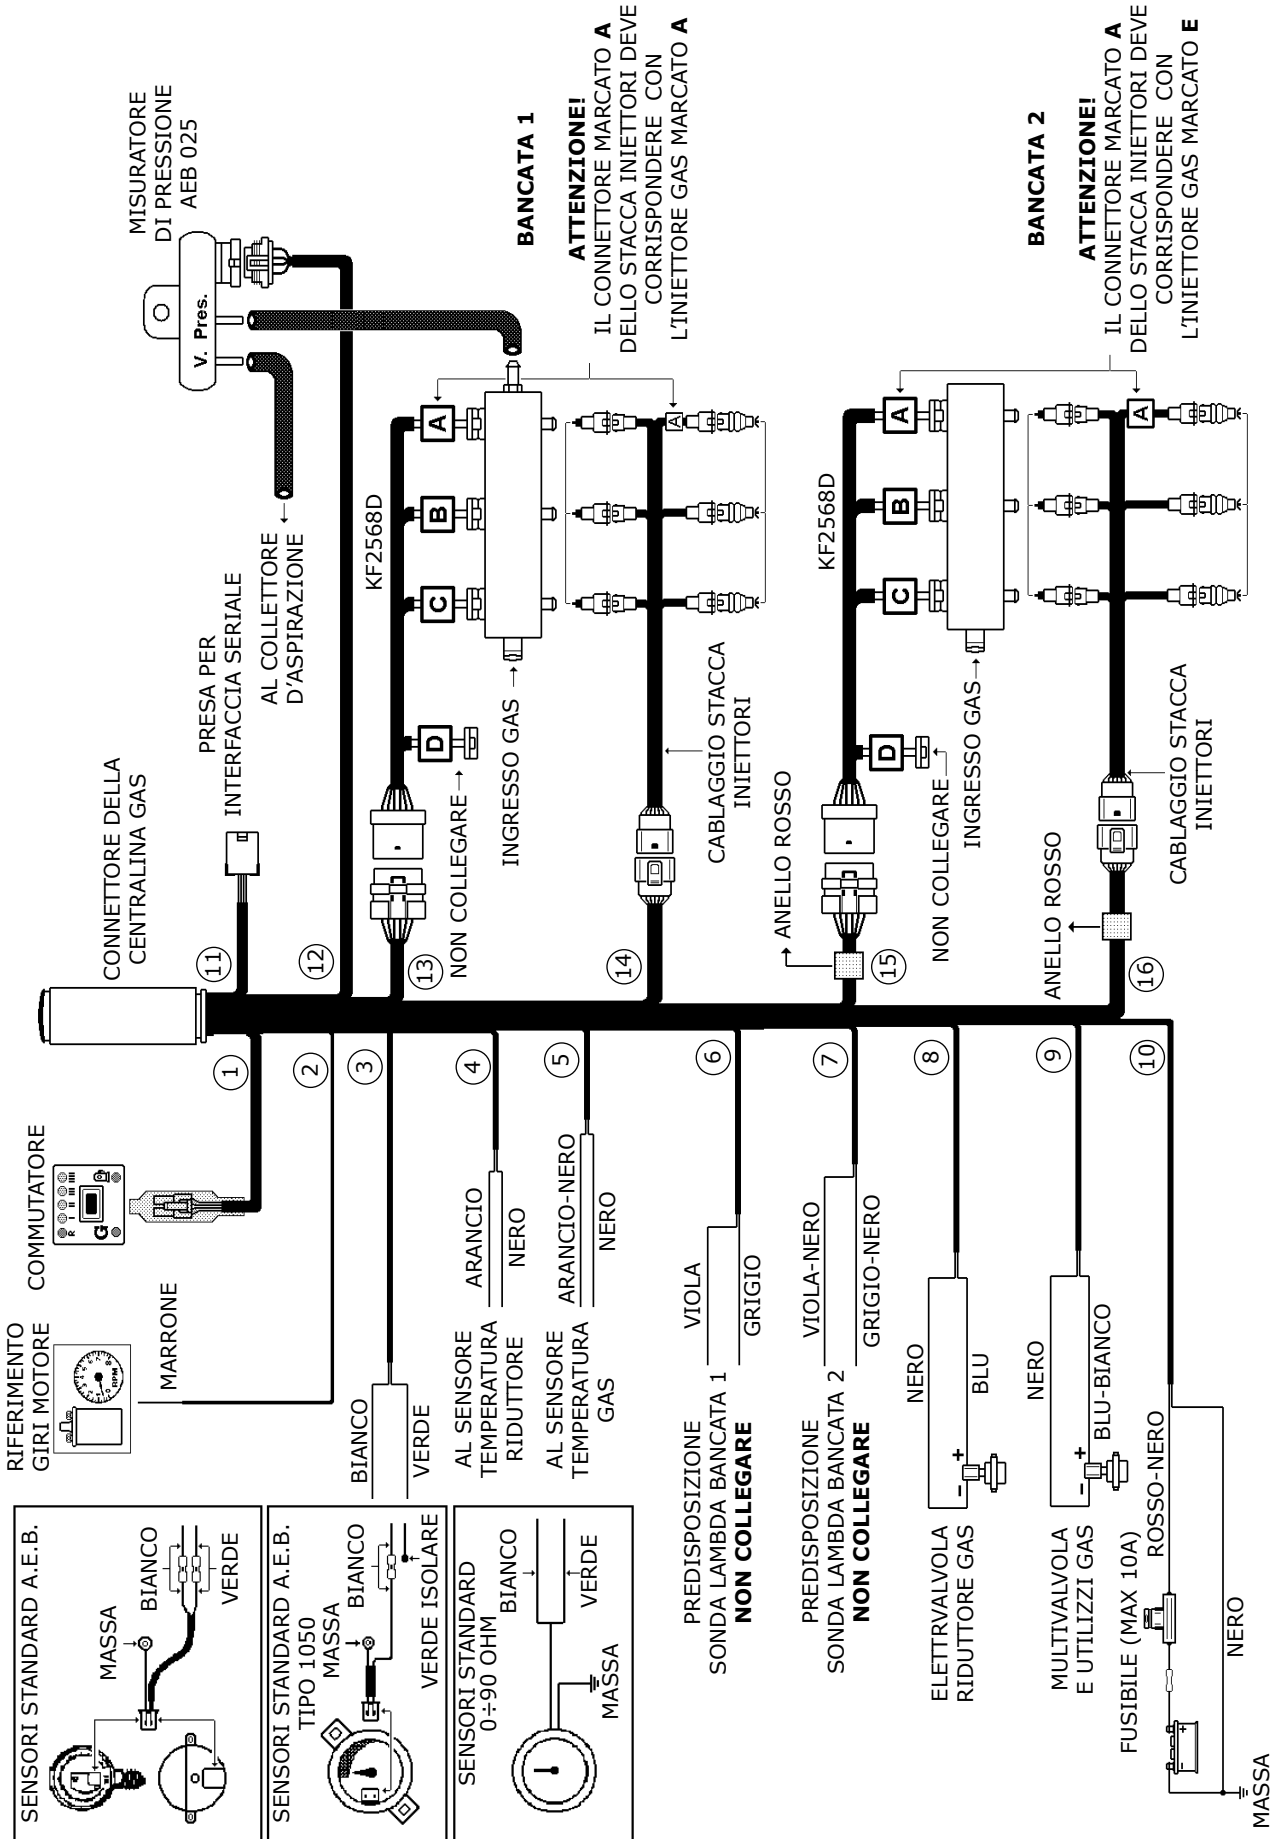 SENSORI STANDARD A.E.B.
MASSA
BIANCO
VERDE
SENSORI STANDARD A.E.B.
TIPO 1050
MASSA
BIANCO
VERDE ISOLARE
SENSORI STANDARD
0÷90 OHM
BIANCO
VERDE
MASSA
RIFERIMENTO
GIRI MOTORE
RPM
MARRONE
COMMUTATORE
R I II III IIII
G
CONNETTORE DELLA
CENTRALINA GAS
PRESA PER
INTERFACCIA SERIALE
AL COLLETTORE
D'ASPIRAZIONE
MISURATORE
DI PRESSIONE
AEB 025
V. Pres.
1
2
3
4
5
6
7
8
9
10
11
12
13
14
15
16
BIANCO
VERDE
AL SENSORE
TEMPERATURA
RIDUTTORE
ARANCIO
NERO
AL SENSORE
TEMPERATURA
GAS
ARANCIO-NERO
NERO
PREDISPOSIZIONE
SONDA LAMBDA BANCATA 1
NON COLLEGARE
VIOLA
GRIGIO
PREDISPOSIZIONE
SONDA LAMBDA BANCATA 2
NON COLLEGARE
VIOLA-NERO
GRIGIO-NERO
ELETTRVALVOLA
RIDUTTORE GAS
NERO
BLU
− +
MULTIVALVOLA
E UTILIZZI GAS
NERO
BLU-BIANCO
− +
FUSIBILE (MAX 10A)
ROSSO-NERO
NERO
MASSA
− +
KF2568D
NON COLLEGARE
D
C
B
A
INGRESSO GAS
A
CABLAGGIO STACCA
INIETTORI
BANCATA 1
ATTENZIONE!
IL CONNETTORE MARCATO A
DELLO STACCA INIETTORI DEVE
CORRISPONDERE CON
L'INIETTORE GAS MARCATO A
ANELLO ROSSO
KF2568D
NON COLLEGARE
D
C
B
A
INGRESSO GAS
A
ANELLO ROSSO
CABLAGGIO STACCA
INIETTORI
BANCATA 2
ATTENZIONE!
IL CONNETTORE MARCATO A
DELLO STACCA INIETTORI DEVE
CORRISPONDERE CON
L'INIETTORE GAS MARCATO E